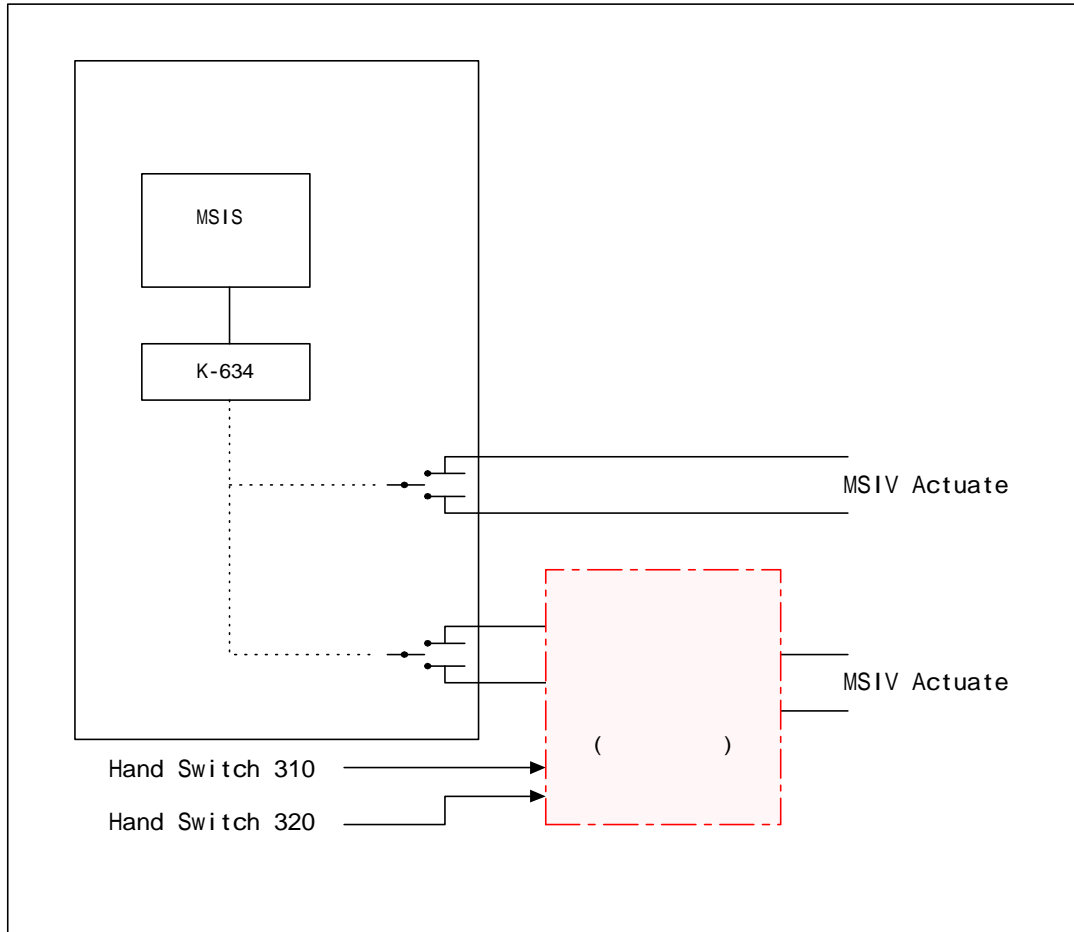 MSIS
K-634
MSIV Actuate
MSIV Actuate
( )
Hand Switch 310
Hand Switch 320